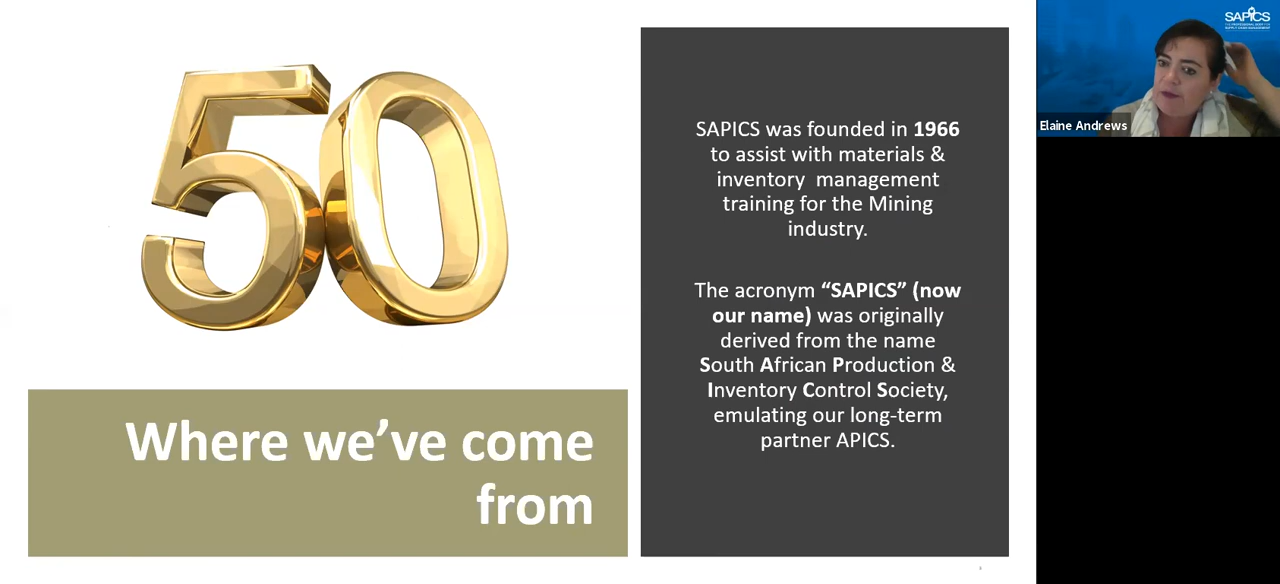 50
Where we’ve come
from
SAPICS was founded in 1966
to assist with materials &
inventory management
training for the Mining
industry.
The acronym “SAPICS” (now
our name) was originally
derived from the name
South African Production &
Inventory Control Society,
emulating our long-term
partner APICS.
SAPICS
Elaine Andrews